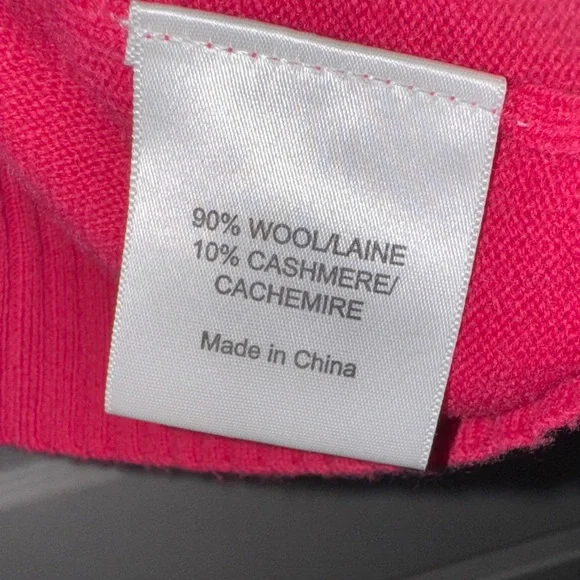 90% WOOL/LAINE
10% CASHMERE/
CACHEMIRE
Made in China